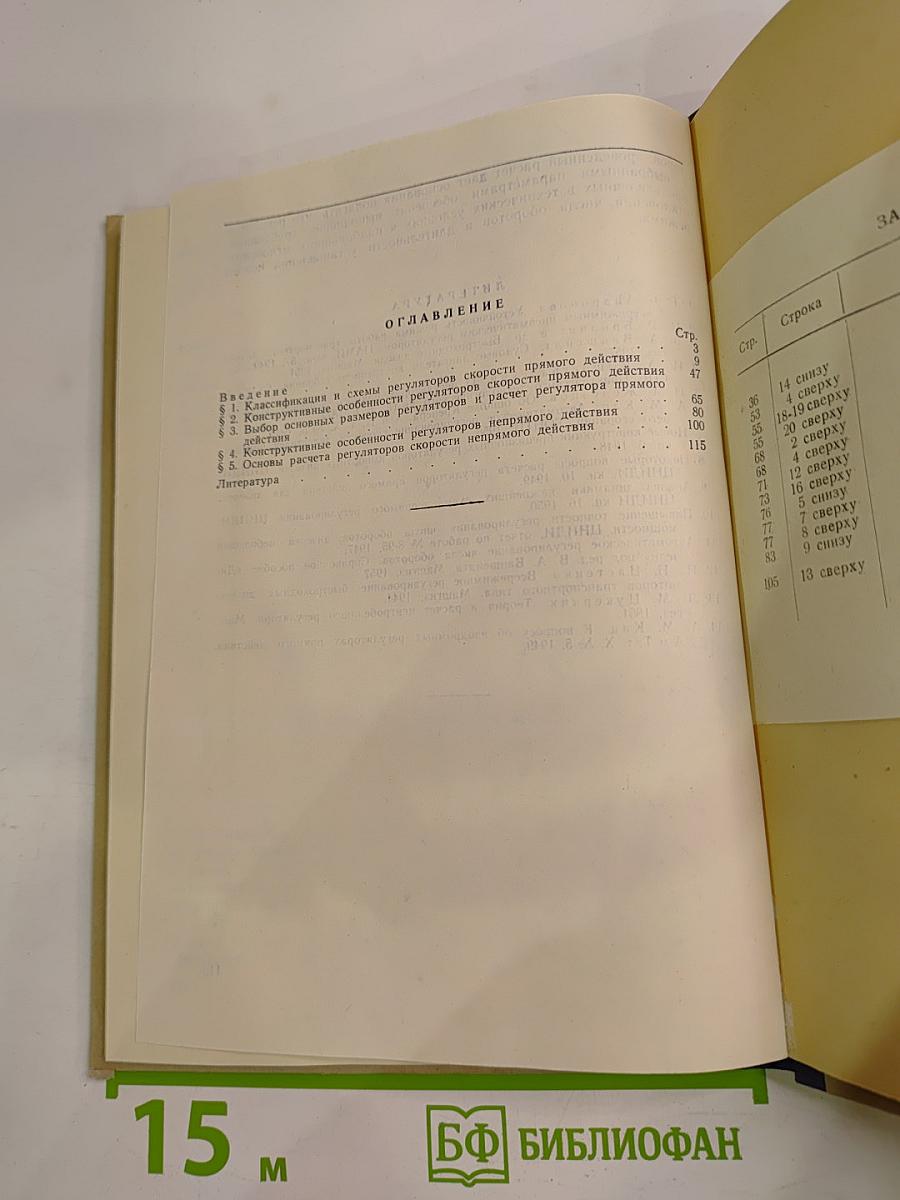 ОГЛАВЛЕНИЕ
Стр.
Введение . . . . . . . . . . . . . . . . 3
§ 1. Классификация и схемы регуляторов скорости прямого действия . 9
§ 2. Конструктивные особенности регуляторов скорости прямого действия 47
§ 3. Выбор основных размеров регуляторов и расчет регулятора прямого
действия . . . . . . . . . . . . . . . . 65
§ 4. Конструктивные особенности регуляторов непрямого действия . . 80
§ 5. Основы расчета регуляторов скорости непрямого действия . . . 100
Литература . . . . . . . . . . . . . . . . 115
ЗА
Стр. Строка
36 14 снизу
53 4 сверху
55 18-19 сверху
55 20 сверху
68 2 сверху
68 4 сверху
71 12 сверху
73 16 сверху
76 5 снизу
77 7 сверху
77 8 сверху
83 9 снизу
105 13 сверху
15 м
БФ БИБЛИОФАН